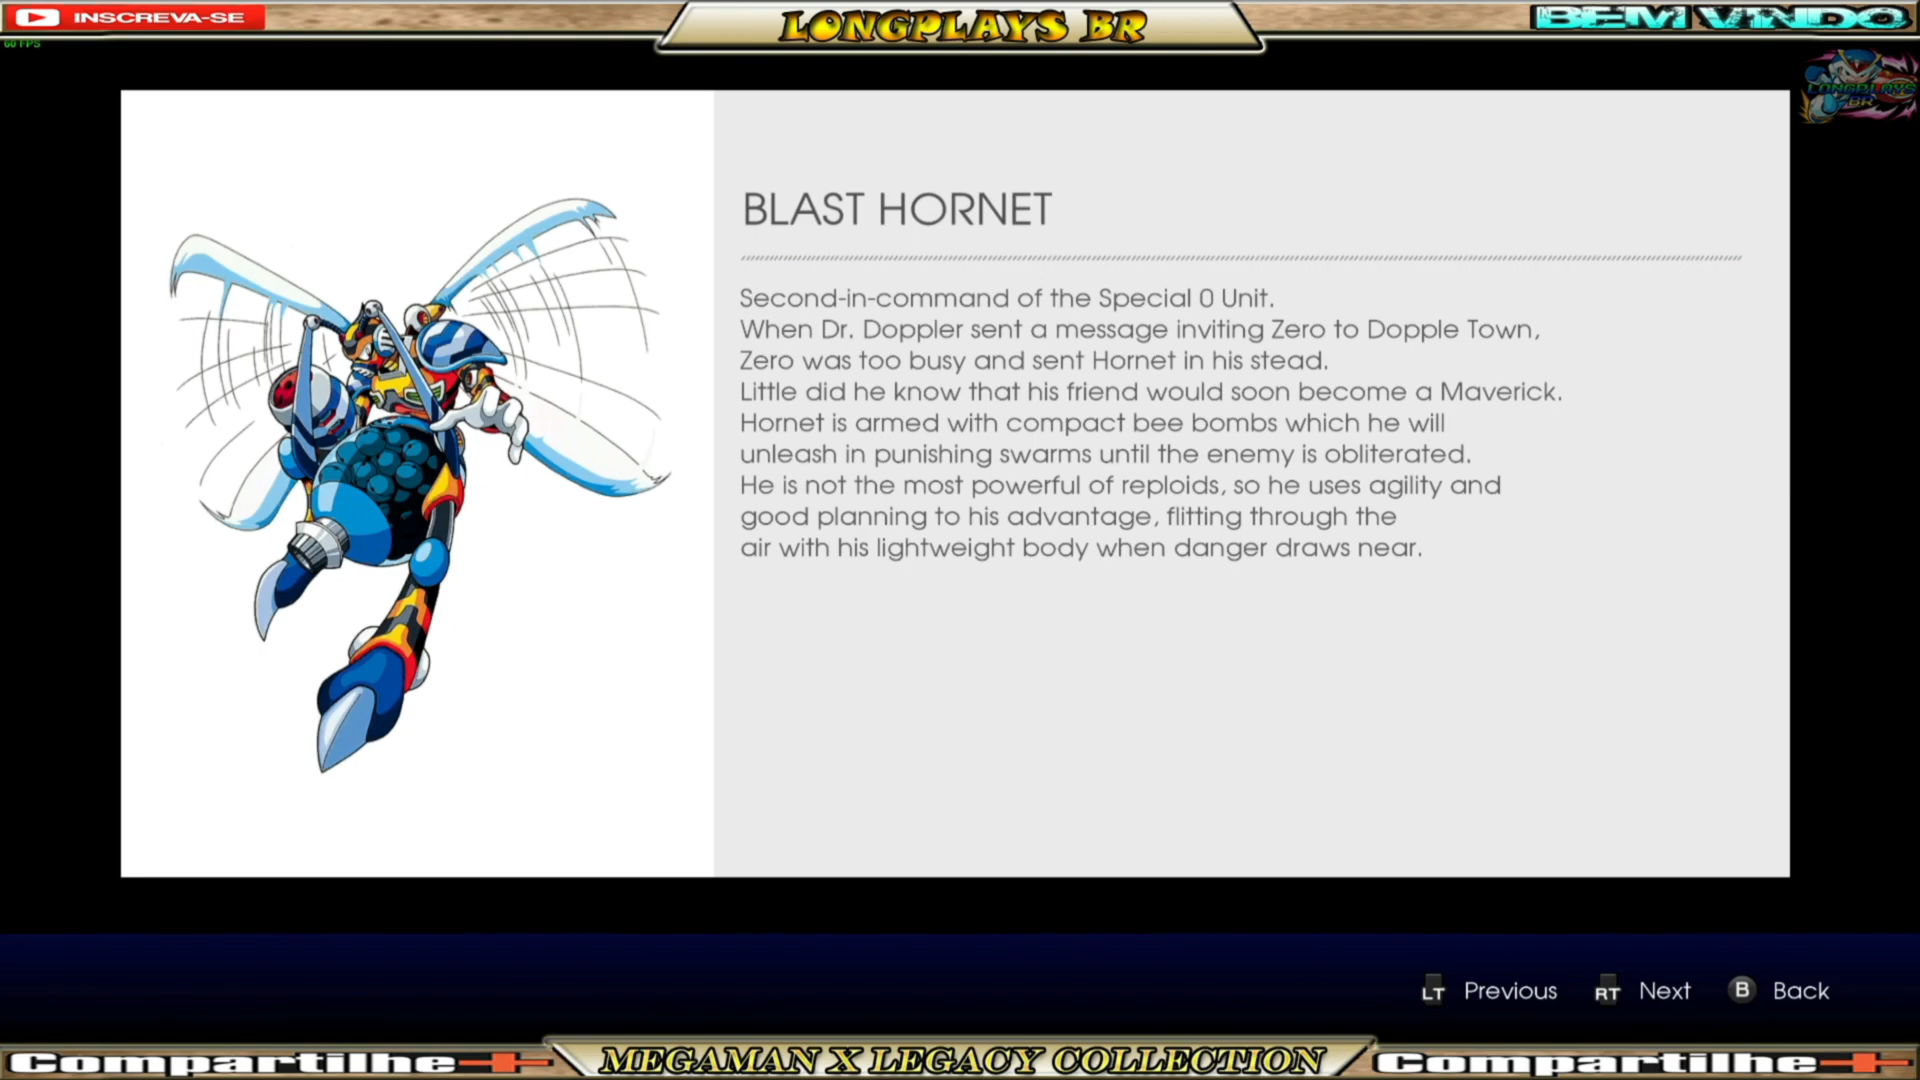 INSCREVA-SE
LONGPLAYS BR
BEM VINDO
60 FPS
LONGPLAYS
BR
BLAST HORNET
Second-in-command of the Special 0 Unit.
When Dr. Doppler sent a message inviting Zero to Dopple Town,
Zero was too busy and sent Hornet in his stead.
Little did he know that his friend would soon become a Maverick.
Hornet is armed with compact bee bombs which he will
unleash in punishing swarms until the enemy is obliterated.
He is not the most powerful of reploids, so he uses agility and
good planning to his advantage, flitting through the
air with his lightweight body when danger draws near.
LT Previous RT Next B Back
Compartilhe
MEGAMAN X LEGACY COLLECTION
Compartilhe